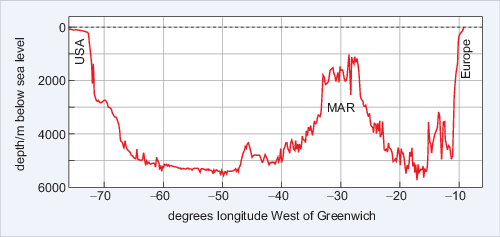 0
2000
4000
6000
depth/m below sea level
USA
MAR
Europe
−70 −60 −50 −40 −30 −20 −10
degrees longitude West of Greenwich